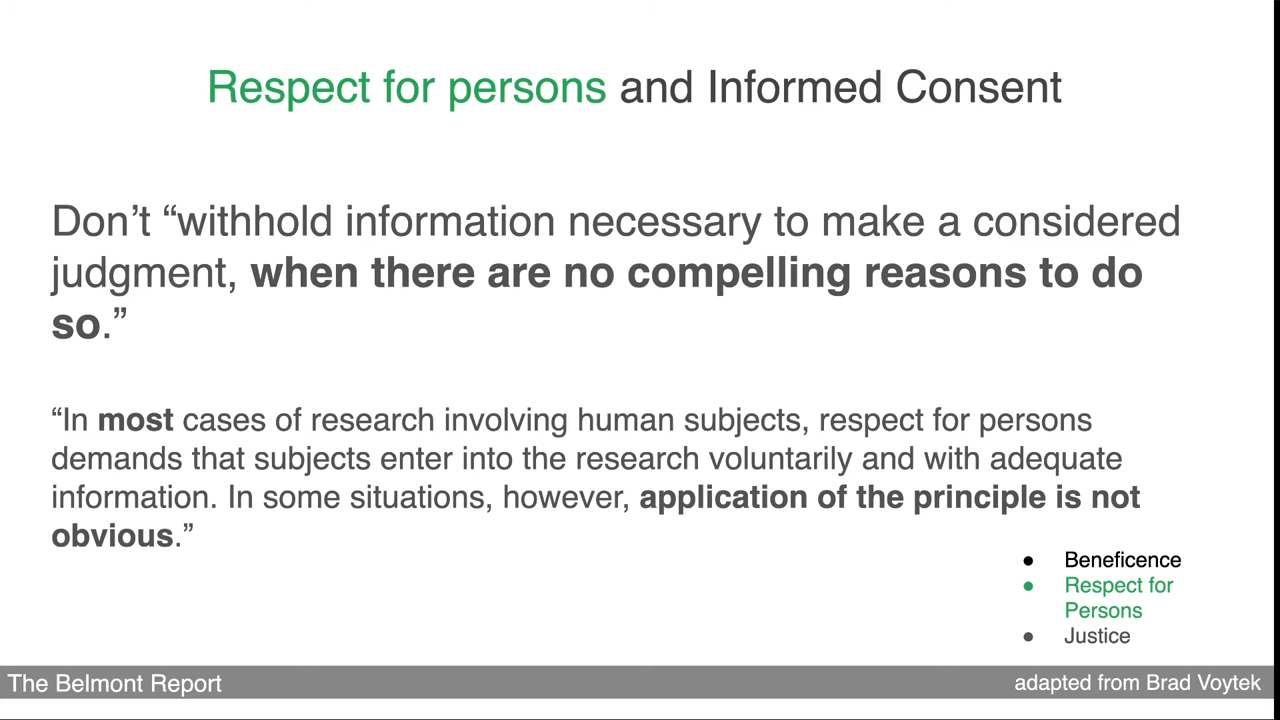 Respect for persons and Informed Consent
Don’t “withhold information necessary to make a considered
judgment, when there are no compelling reasons to do
so.”
“In most cases of research involving human subjects, respect for persons
demands that subjects enter into the research voluntarily and with adequate
information. In some situations, however, application of the principle is not
obvious.”
● Beneficence
● Respect for
Persons
● Justice
The Belmont Report
adapted from Brad Voytek